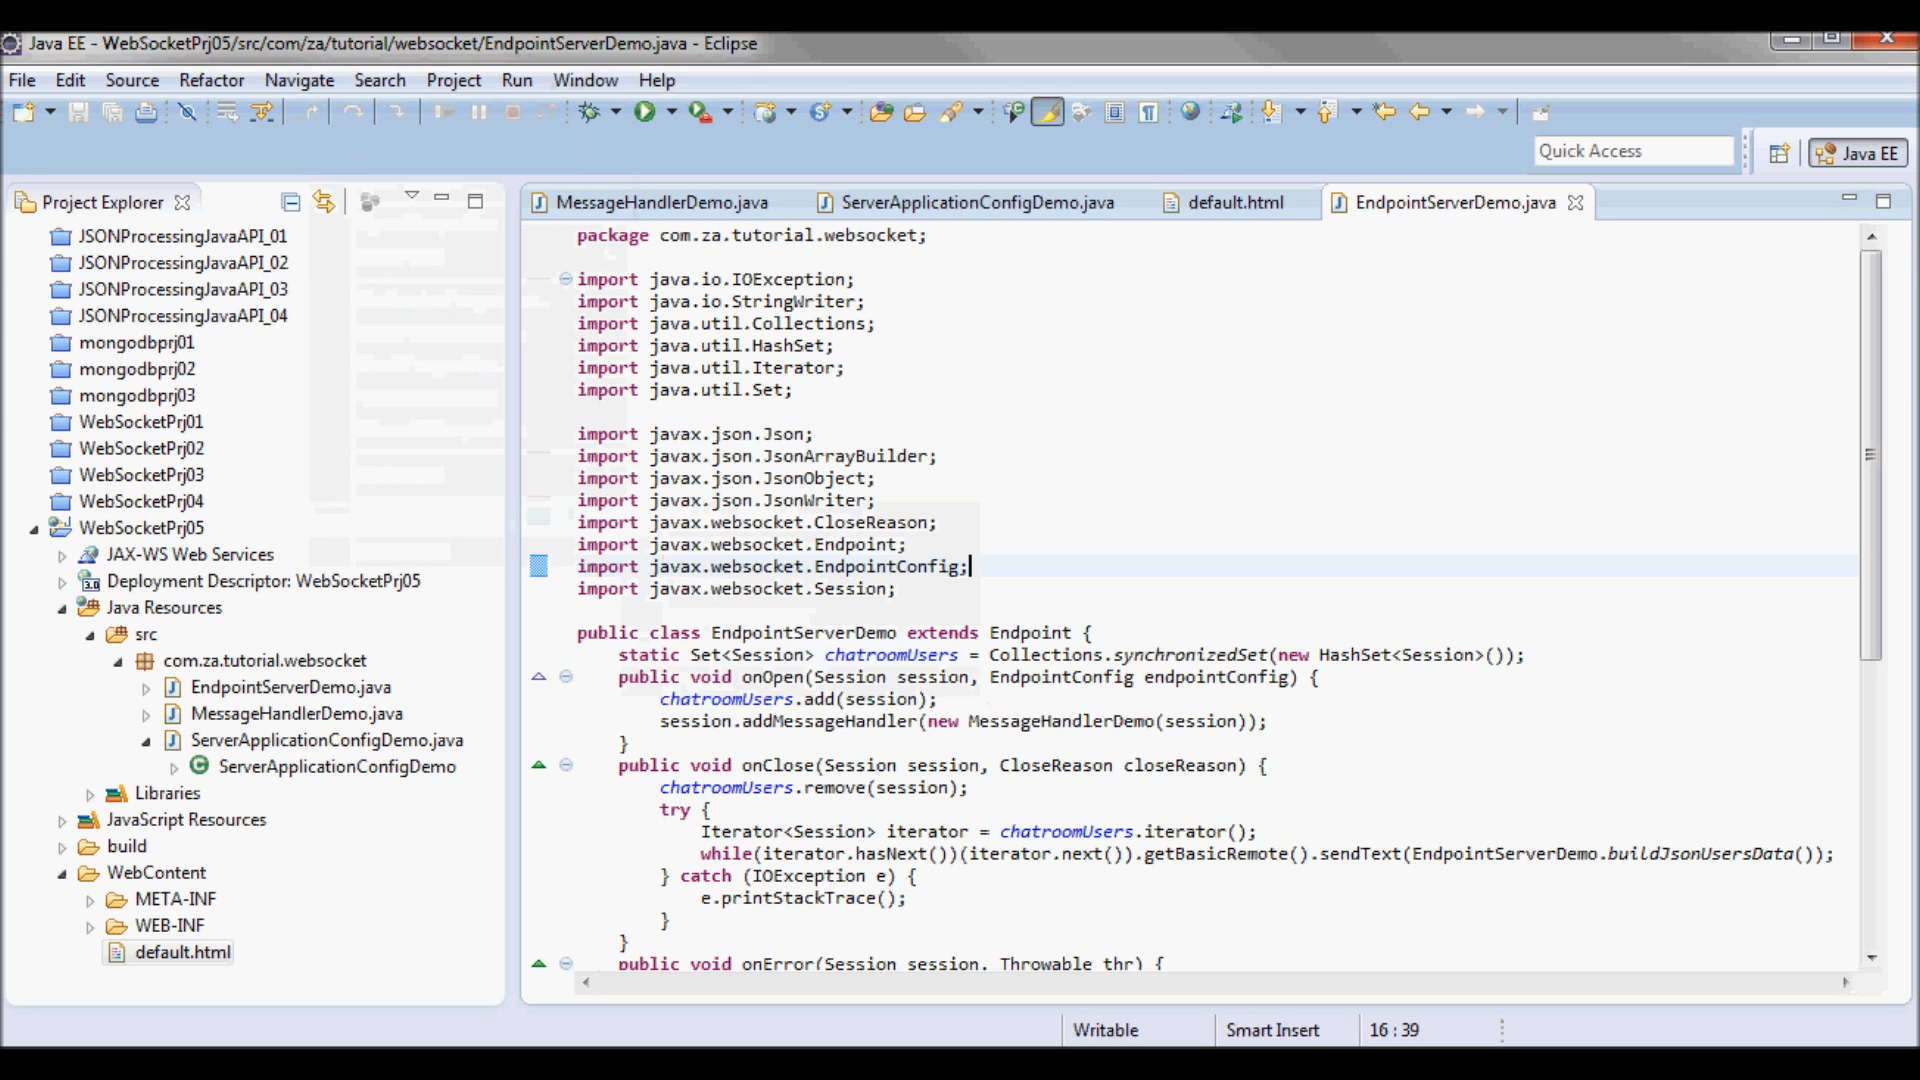 Java EE - WebSocketPrj05/src/com/za/tutorial/websocket/EndpointServerDemo.java - Eclipse
File Edit Source Refactor Navigate Search Project Run Window Help
Quick Access
Java EE
Project Explorer
JSONProcessingJavaAPI_01
JSONProcessingJavaAPI_02
JSONProcessingJavaAPI_03
JSONProcessingJavaAPI_04
mongodbprj01
mongodbprj02
mongodbprj03
WebSocketPrj01
WebSocketPrj02
WebSocketPrj03
WebSocketPrj04
WebSocketPrj05
JAX-WS Web Services
Deployment Descriptor: WebSocketPrj05
Java Resources
src
com.za.tutorial.websocket
EndpointServerDemo.java
MessageHandlerDemo.java
ServerApplicationConfigDemo.java
ServerApplicationConfigDemo
Libraries
JavaScript Resources
build
WebContent
META-INF
WEB-INF
default.html
MessageHandlerDemo.java ServerApplicationConfigDemo.java default.html EndpointServerDemo.java
package com.za.tutorial.websocket;
import java.io.IOException;
import java.io.StringWriter;
import java.util.Collections;
import java.util.HashSet;
import java.util.Iterator;
import java.util.Set;
import javax.json.Json;
import javax.json.JsonArrayBuilder;
import javax.json.JsonObject;
import javax.json.JsonWriter;
import javax.websocket.CloseReason;
import javax.websocket.Endpoint;
import javax.websocket.EndpointConfig;
import javax.websocket.Session;
public class EndpointServerDemo extends Endpoint {
static Set<Session> chatroomUsers = Collections.synchronizedSet(new HashSet<Session>());
public void onOpen(Session session, EndpointConfig endpointConfig) {
chatroomUsers.add(session);
session.addMessageHandler(new MessageHandlerDemo(session));
}
public void onClose(Session session, CloseReason closeReason) {
chatroomUsers.remove(session);
try {
Iterator<Session> iterator = chatroomUsers.iterator();
while(iterator.hasNext())(iterator.next()).getBasicRemote().sendText(EndpointServerDemo.buildJsonUsersData());
} catch (IOException e) {
e.printStackTrace();
}
}
public void onError(Session session, Throwable thr) {
Writable Smart Insert 16 : 39